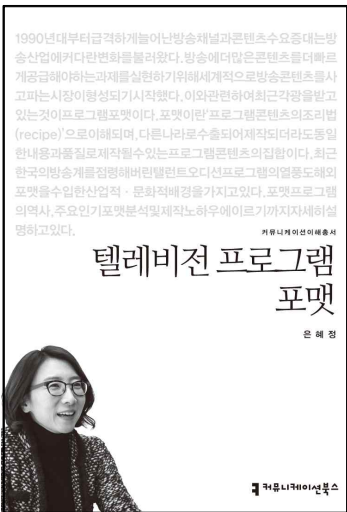 1990년대부터급격하게늘어난방송채널과콘텐츠수요증대는방
송산업에커다란변화를불러왔다.방송에더많은콘텐츠를더빠르
게공급해야하는과제를실현하기위해세계적으로방송콘텐츠를사
고파는시장이형성되기시작했다.이와관련하여최근각광을받고
있는것이프로그램포맷이다.포맷이란'프로그램콘텐츠의조리법
(recipe)'으로이해되며,다른나라로수출되어제작되더라도동일
한내용과품질로제작될수있는프로그램콘텐츠의집합이다.최근
한국의방송계를점령해버린탤런트오디션프로그램의열풍도해외
포맷을수입한산업적·문화적배경을가지고있다.포맷프로그램
의역사,주요인기포맷분석및제작노하우에이르기까지자세히설
명하고있다.
커뮤니케이션이해총서
텔레비전 프로그램
포맷
은혜정
커뮤니케이션북스